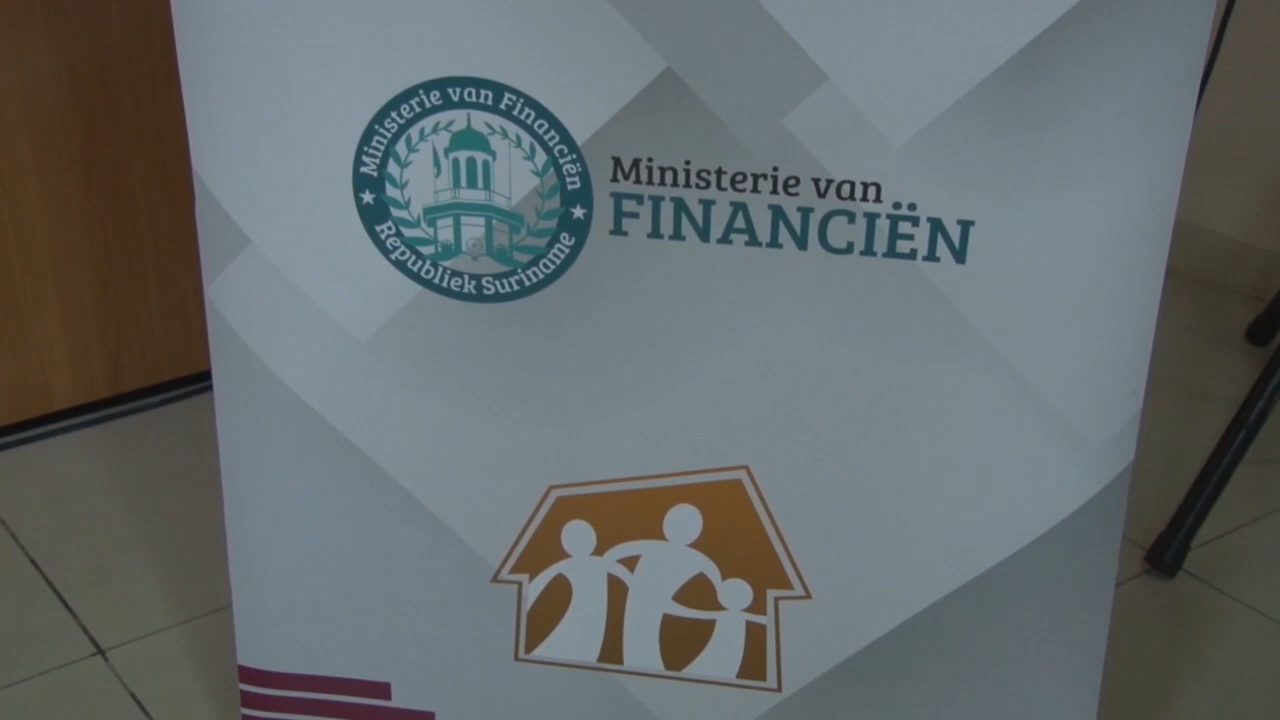 Ministerie van Financiën
Republiek Suriname
Ministerie van
FINANCIËN